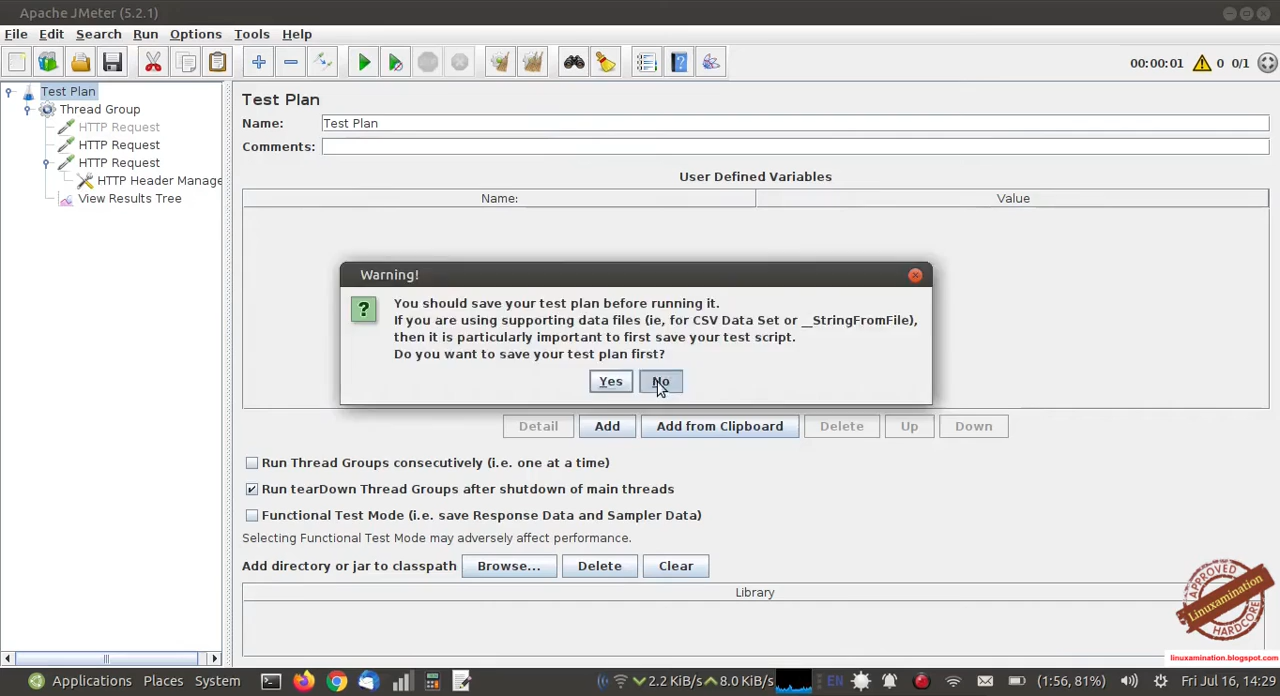 Apache JMeter (5.2.1)
File Edit Search Run Options Tools Help
00:00:01 0 0/1
Test Plan
Thread Group
HTTP Request
HTTP Request
HTTP Request
HTTP Header Manage
View Results Tree
Test Plan
Name: Test Plan
Comments:
User Defined Variables
Name: Value
Warning!
You should save your test plan before running it.
If you are using supporting data files (ie, for CSV Data Set or __StringFromFile),
then it is particularly important to first save your test script.
Do you want to save your test plan first?
Yes No
Detail Add Add from Clipboard Delete Up Down
Run Thread Groups consecutively (i.e. one at a time)
Run tearDown Thread Groups after shutdown of main threads
Functional Test Mode (i.e. save Response Data and Sampler Data)
Selecting Functional Test Mode may adversely affect performance.
Add directory or jar to classpath Browse... Delete Clear
Library
APPROVED
Linuxamination
HARDCORE
linuxamination.blogspot.com
Applications Places System 2.2 KiB/s 8.0 KiB/s EN (1:56, 81%) Fri Jul 16, 14:29